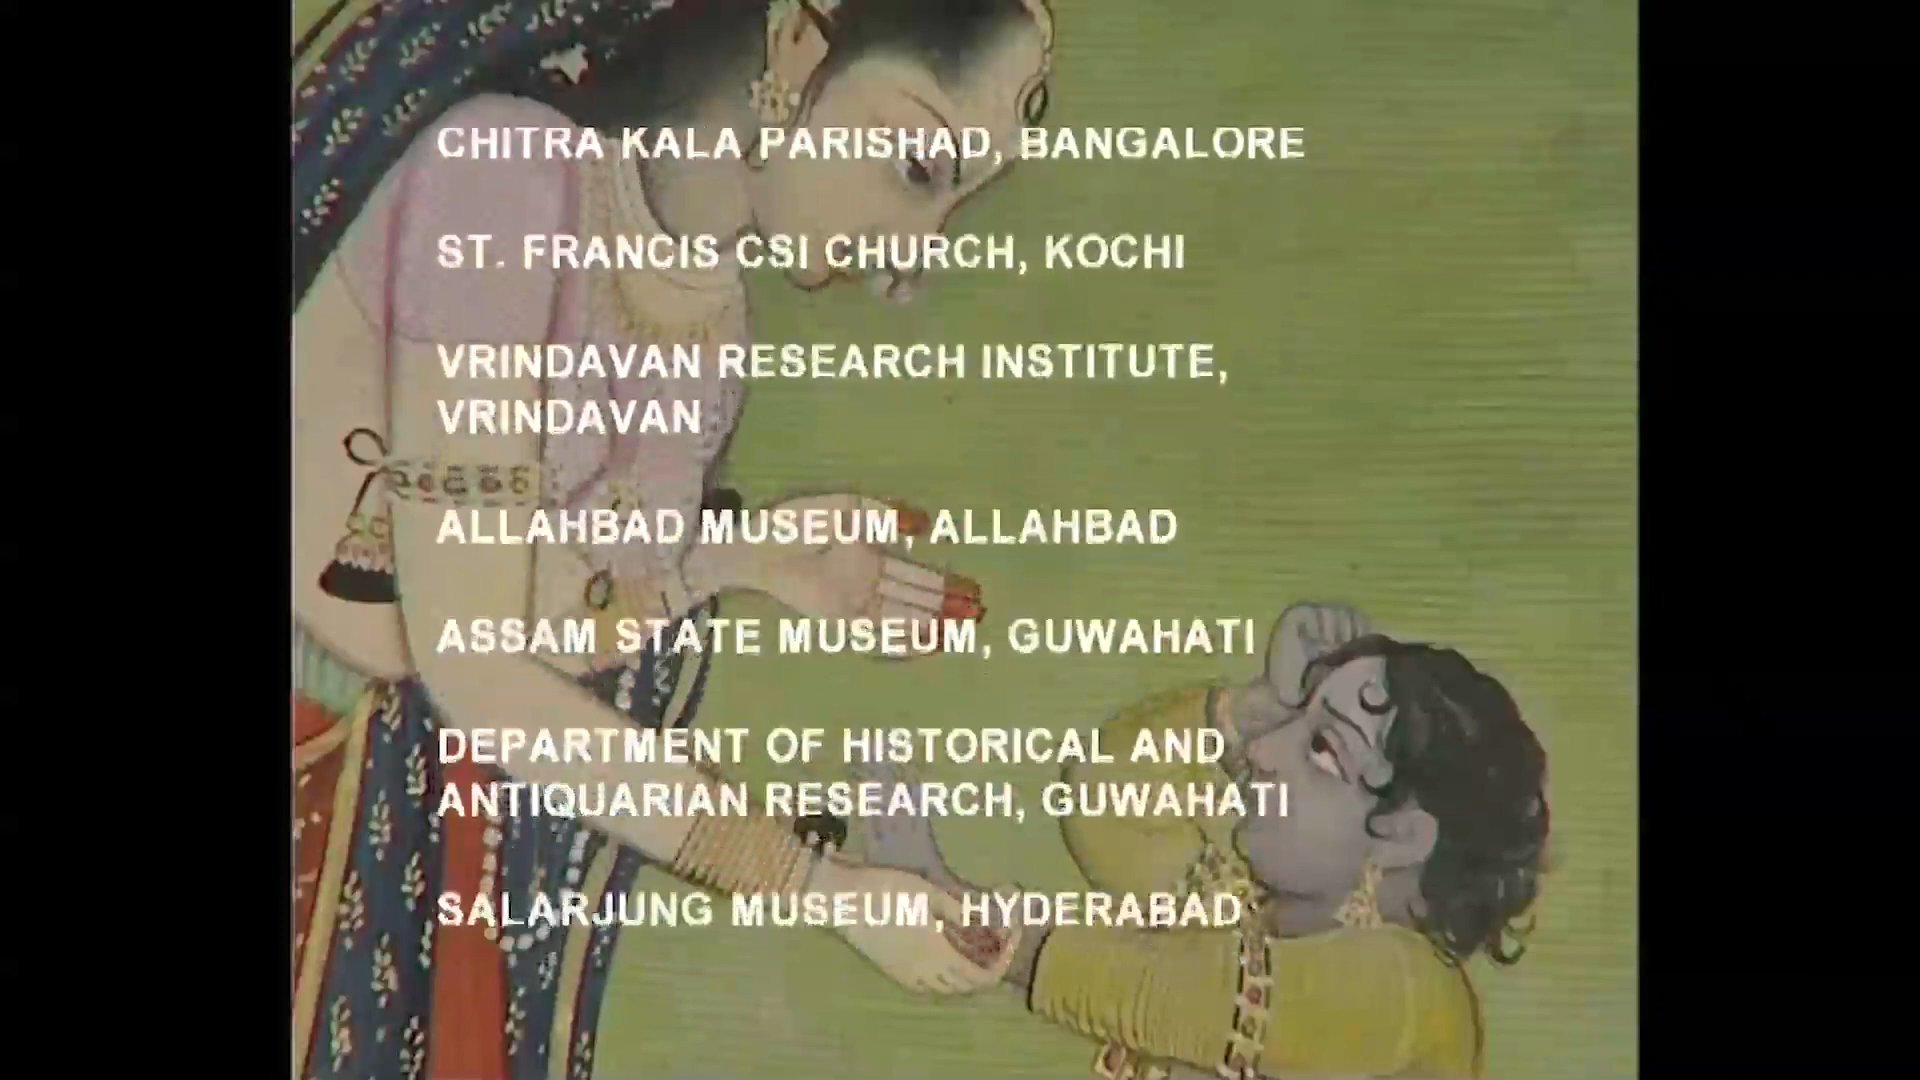 CHITRA KALA PARISHAD, BANGALORE
ST. FRANCIS CSI CHURCH, KOCHI
VRINDAVAN RESEARCH INSTITUTE,
VRINDAVAN
ALLAHBAD MUSEUM, ALLAHBAD
ASSAM STATE MUSEUM, GUWAHATI
DEPARTMENT OF HISTORICAL AND
ANTIQUARIAN RESEARCH, GUWAHATI
SALARJUNG MUSEUM, HYDERABAD